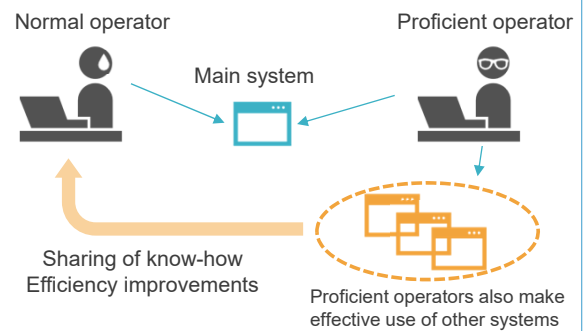 Normal operator
Proficient operator
Main system
Sharing of know-how
Efficiency improvements
Proficient operators also make
effective use of other systems